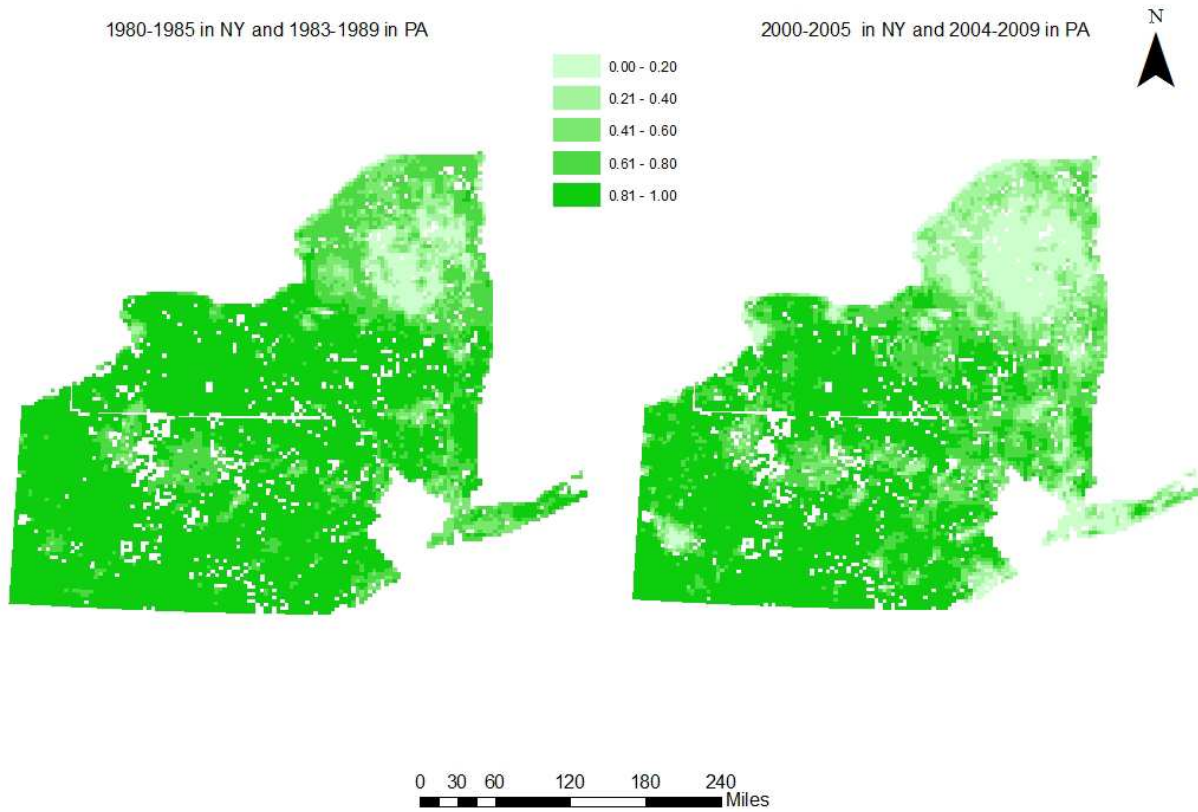 1980-1985 in NY and 1983-1989 in PA
2000-2005 in NY and 2004-2009 in PA
N
0.00 - 0.20
0.21 - 0.40
0.41 - 0.60
0.61 - 0.80
0.81 - 1.00
0 30 60 120 180 240
Miles